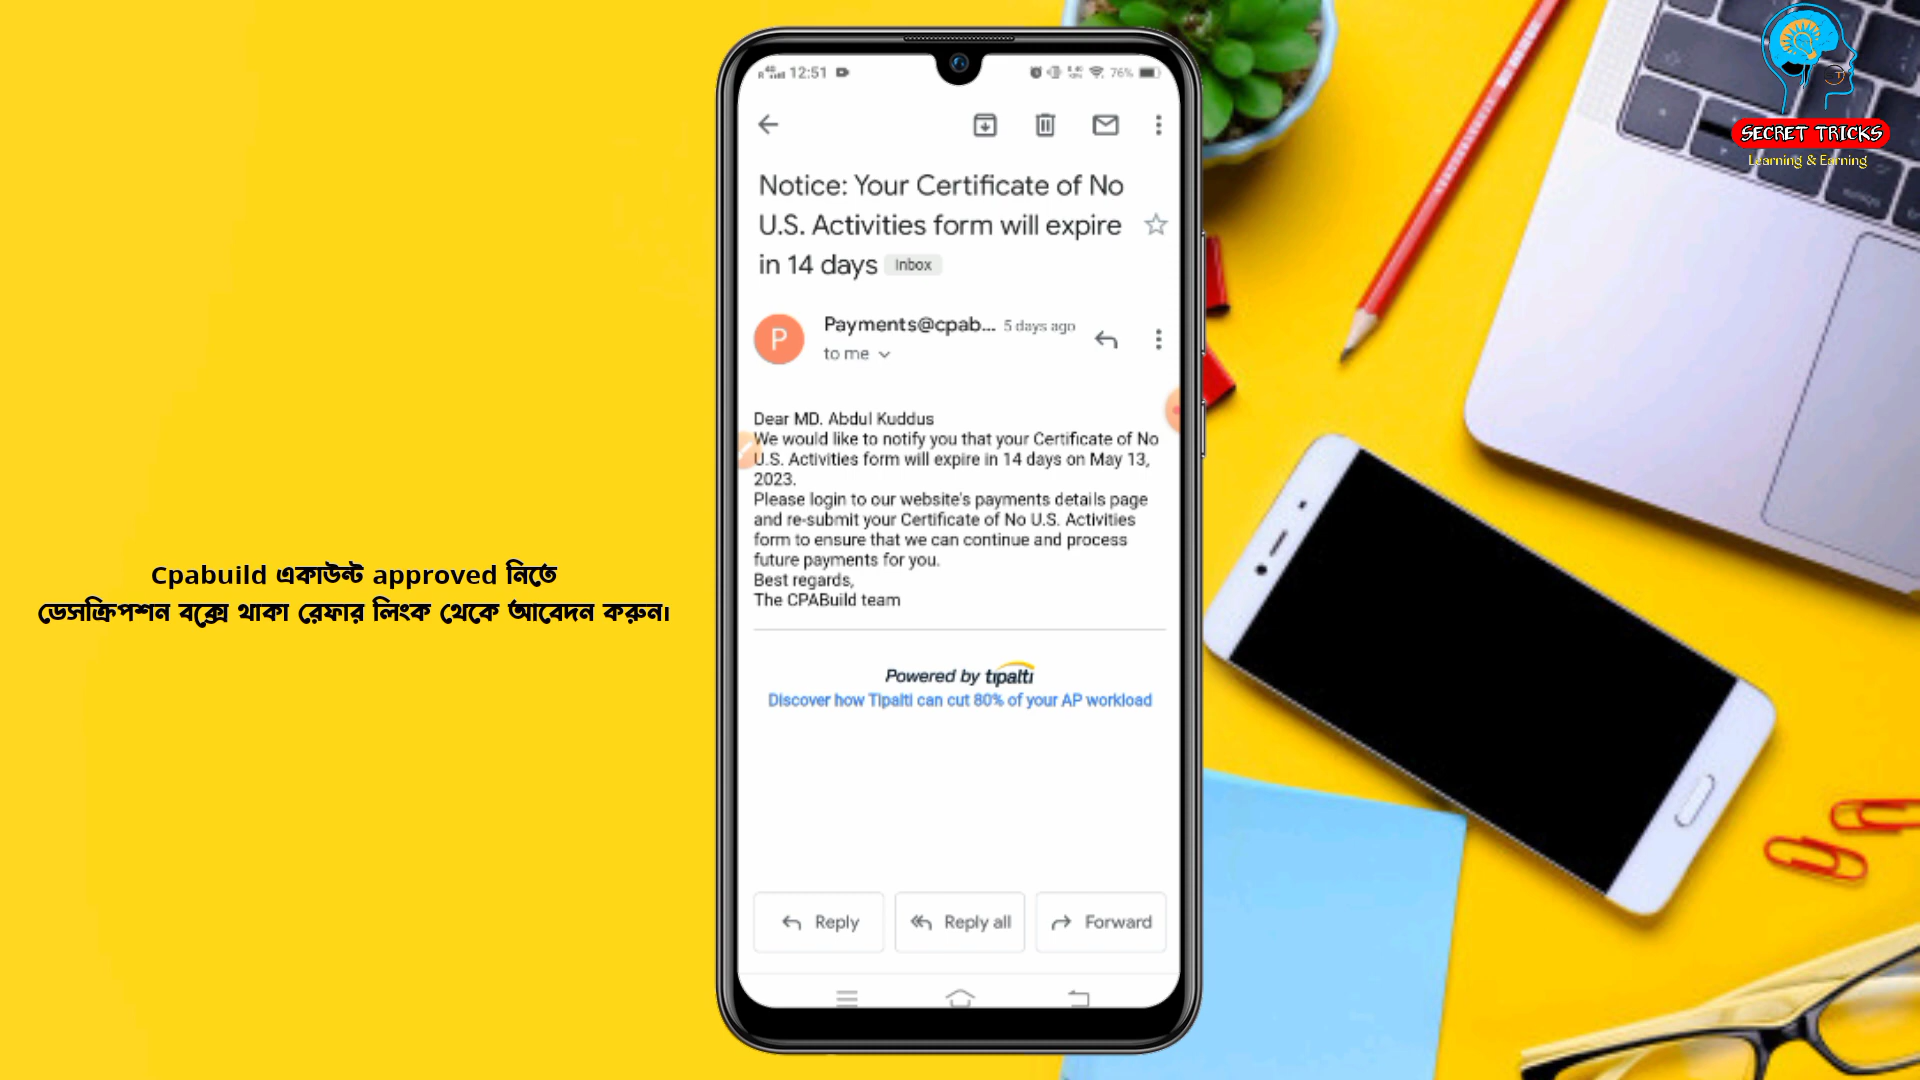 12:51
76%
Notice: Your Certificate of No
U.S. Activities form will expire
in 14 days Inbox
P
Payments@cpab... 5 days ago
to me
Dear MD. Abdul Kuddus
We would like to notify you that your Certificate of No
U.S. Activities form will expire in 14 days on May 13,
2023.
Please login to our website's payments details page
and re-submit your Certificate of No U.S. Activities
form to ensure that we can continue and process
future payments for you.
Best regards,
The CPABuild team
Powered by tipalti
Discover how Tipalti can cut 80% of your AP workload
Reply
Reply all
Forward
Cpabuild একাউন্ট approved নিতে
ডেসক্রিপশন বক্সে থাকা রেফার লিংক থেকে আবেদন করুন।
SECRET TRICKS
Learning & Earning